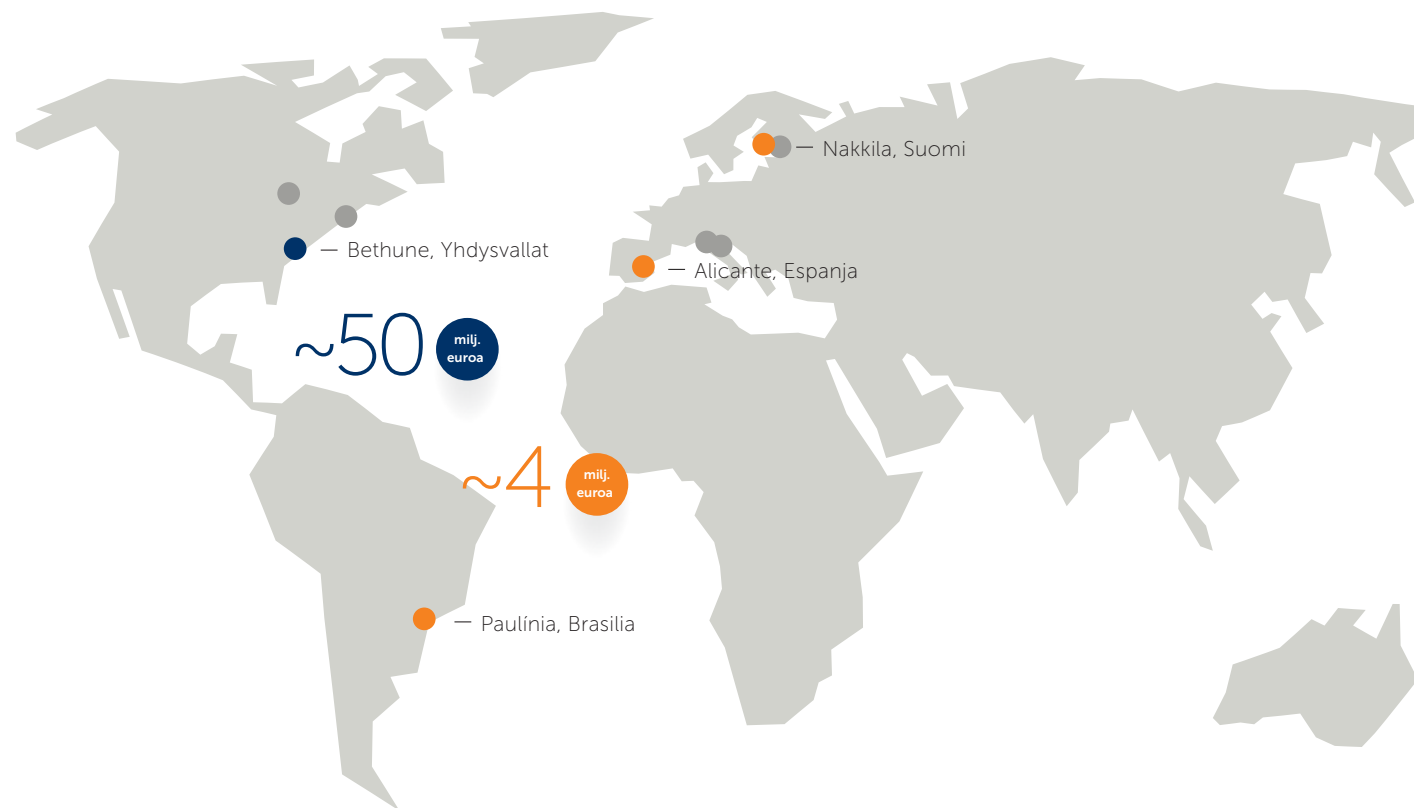 — Nakkila, Suomi
— Bethune, Yhdysvallat
— Alicante, Espanja
~50 milj. euroa
~4 milj. euroa
— Paulínia, Brasilia